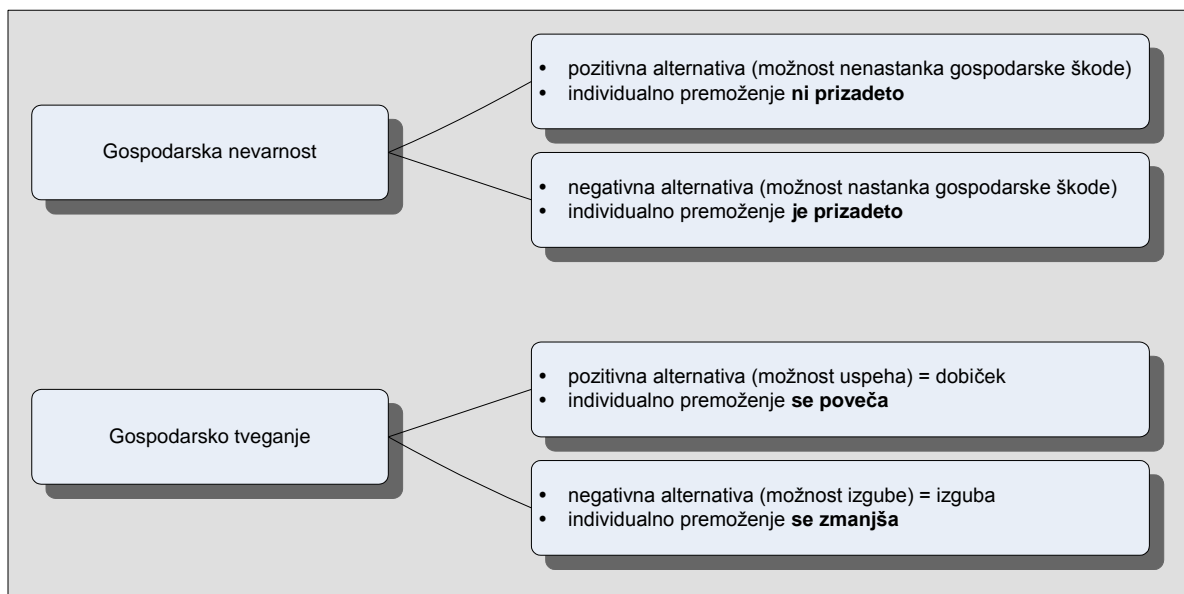 Gospodarska nevarnost
• pozitivna alternativa (možnost nenastanka gospodarske škode)
• individualno premoženje ni prizadeto
• negativna alternativa (možnost nastanka gospodarske škode)
• individualno premoženje je prizadeto
Gospodarsko tveganje
• pozitivna alternativa (možnost uspeha) = dobiček
• individualno premoženje se poveča
• negativna alternativa (možnost izgube) = izguba
• individualno premoženje se zmanjša